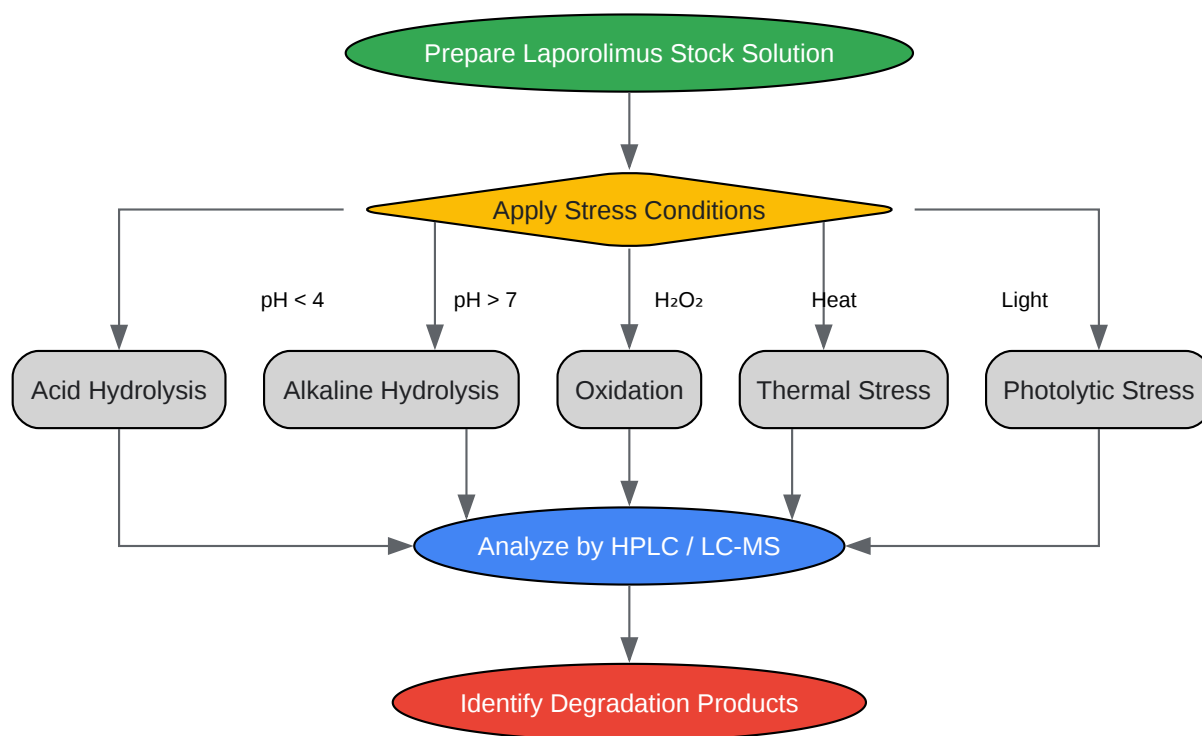 Prepare Laporolimus Stock Solution
Apply Stress Conditions
pH < 4
pH > 7
H₂O₂
Heat
Light
Acid Hydrolysis
Alkaline Hydrolysis
Oxidation
Thermal Stress
Photolytic Stress
Analyze by HPLC / LC-MS
Identify Degradation Products